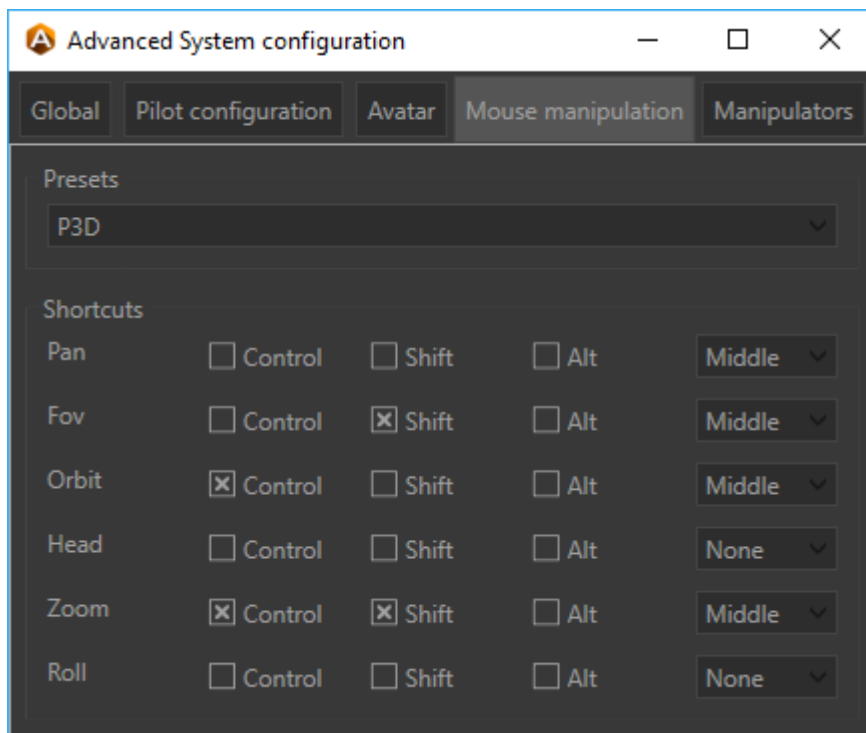 Advanced System configuration
Global Pilot configuration Avatar Mouse manipulation Manipulators
Presets
P3D
Shortcuts
Pan Control Shift Alt Middle
Fov Control Shift Alt Middle
Orbit Control Shift Alt Middle
Head Control Shift Alt None
Zoom Control Shift Alt Middle
Roll Control Shift Alt None